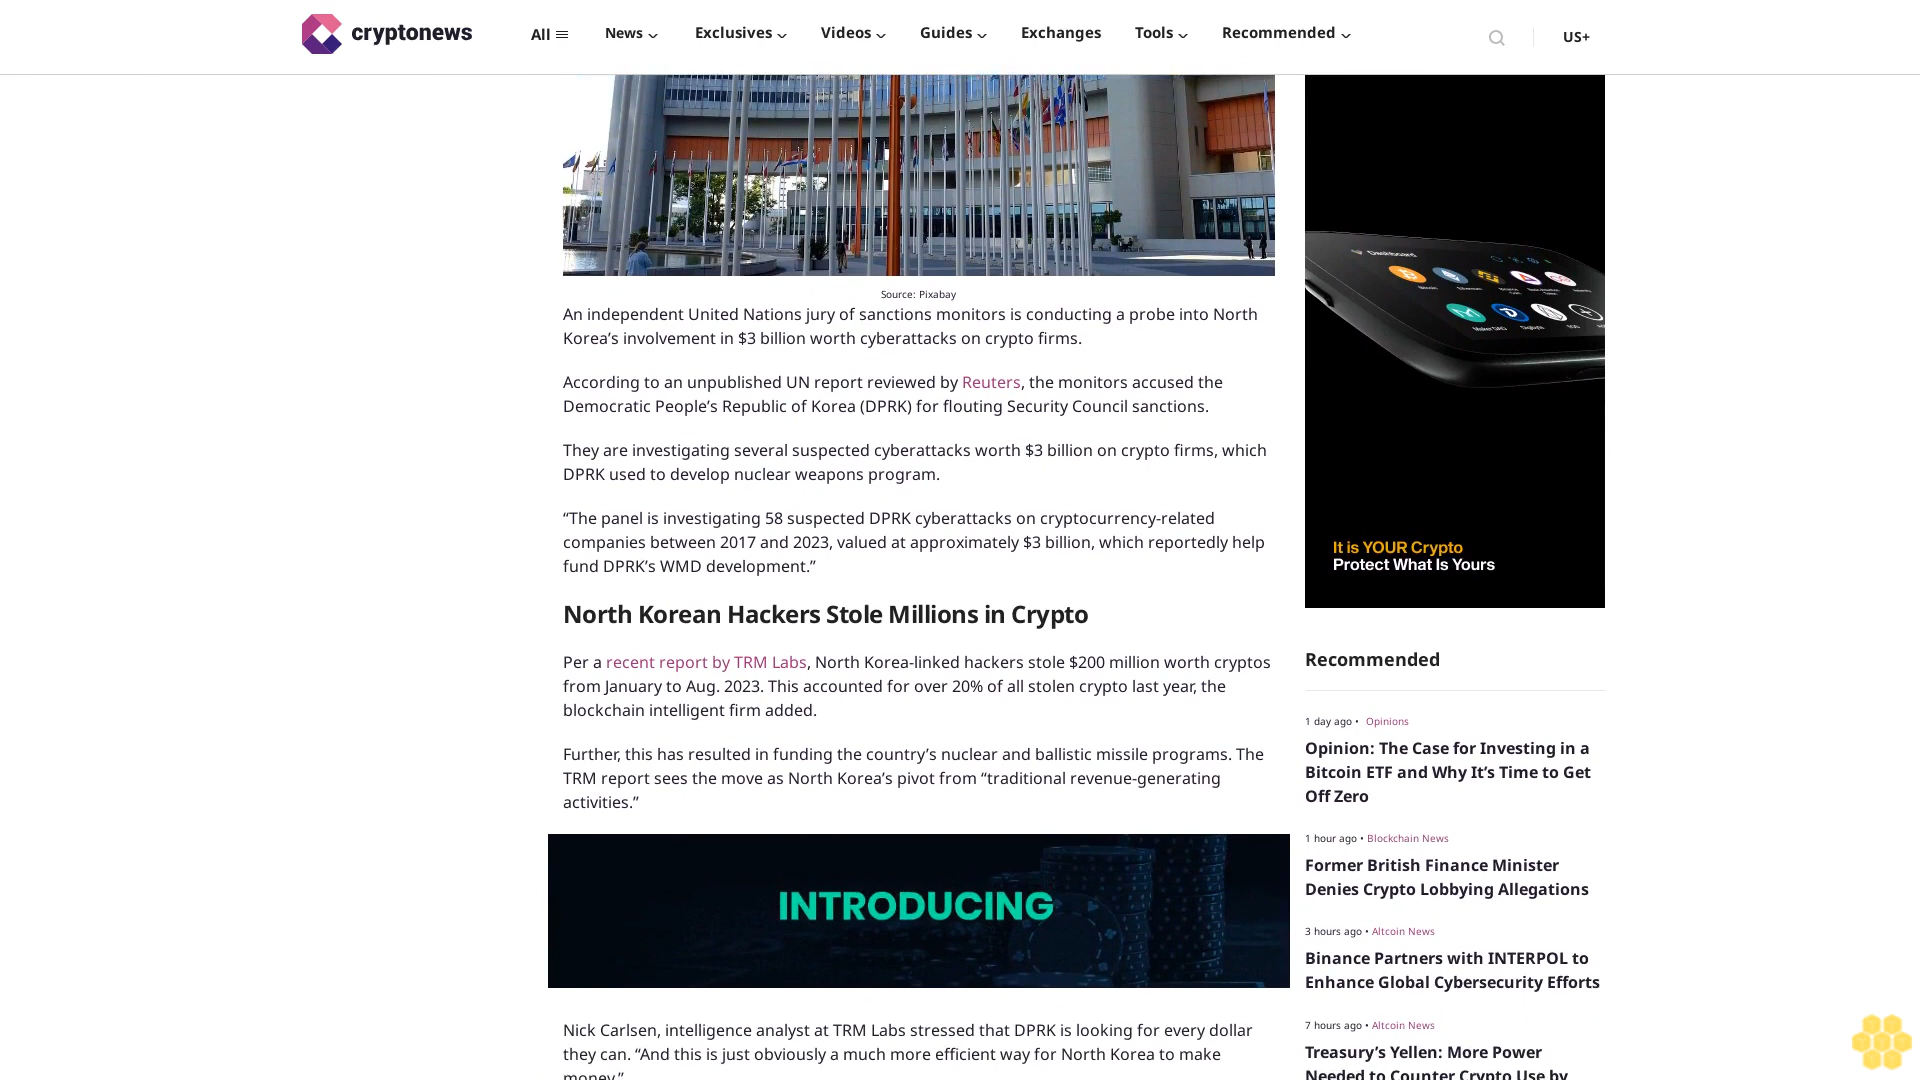 cryptonews
All
News
Exclusives
Videos
Guides
Exchanges
Tools
Recommended
US+
Source: Pixabay
An independent United Nations jury of sanctions monitors is conducting a probe into North
Korea’s involvement in $3 billion worth cyberattacks on crypto firms.
According to an unpublished UN report reviewed by Reuters, the monitors accused the
Democratic People’s Republic of Korea (DPRK) for flouting Security Council sanctions.
They are investigating several suspected cyberattacks worth $3 billion on crypto firms, which
DPRK used to develop nuclear weapons program.
“The panel is investigating 58 suspected DPRK cyberattacks on cryptocurrency-related
companies between 2017 and 2023, valued at approximately $3 billion, which reportedly help
fund DPRK’s WMD development.”
North Korean Hackers Stole Millions in Crypto
Per a recent report by TRM Labs, North Korea-linked hackers stole $200 million worth cryptos
from January to Aug. 2023. This accounted for over 20% of all stolen crypto last year, the
blockchain intelligent firm added.
Further, this has resulted in funding the country’s nuclear and ballistic missile programs. The
TRM report sees the move as North Korea’s pivot from “traditional revenue-generating
activities.”
INTRODUCING
Nick Carlsen, intelligence analyst at TRM Labs stressed that DPRK is looking for every dollar
they can. “And this is just obviously a much more efficient way for North Korea to make
money.”
Dashboard
Bitcoin
It is YOUR Crypto
Protect What Is Yours
Recommended
1 day ago • Opinions
Opinion: The Case for Investing in a
Bitcoin ETF and Why It’s Time to Get
Off Zero
1 hour ago • Blockchain News
Former British Finance Minister
Denies Crypto Lobbying Allegations
3 hours ago • Altcoin News
Binance Partners with INTERPOL to
Enhance Global Cybersecurity Efforts
7 hours ago • Altcoin News
Treasury’s Yellen: More Power
Needed to Counter Crypto Use by